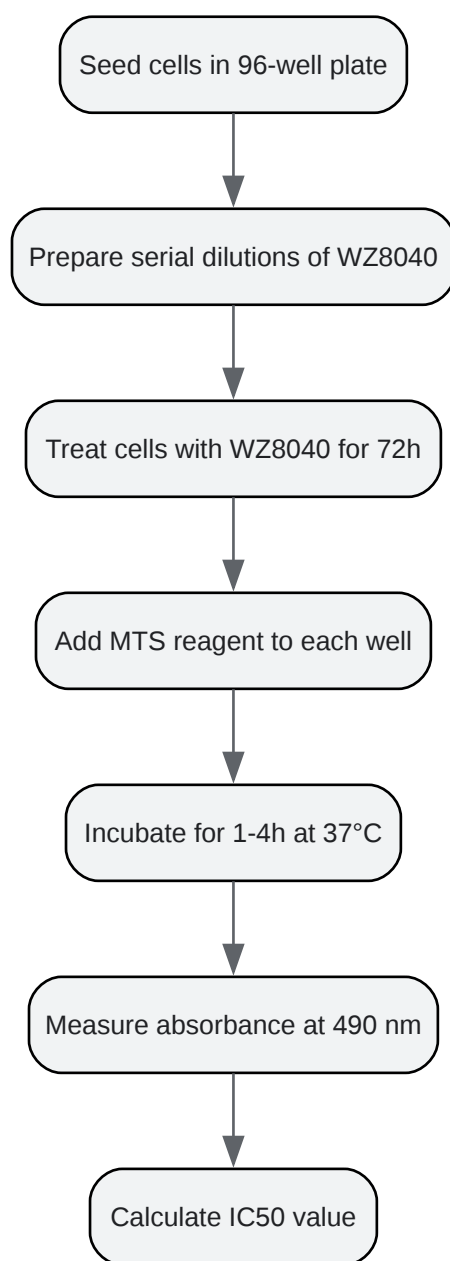 Seed cells in 96-well plate
Prepare serial dilutions of WZ8040
Treat cells with WZ8040 for 72h
Add MTS reagent to each well
Incubate for 1-4h at 37°C
Measure absorbance at 490 nm
Calculate IC50 value